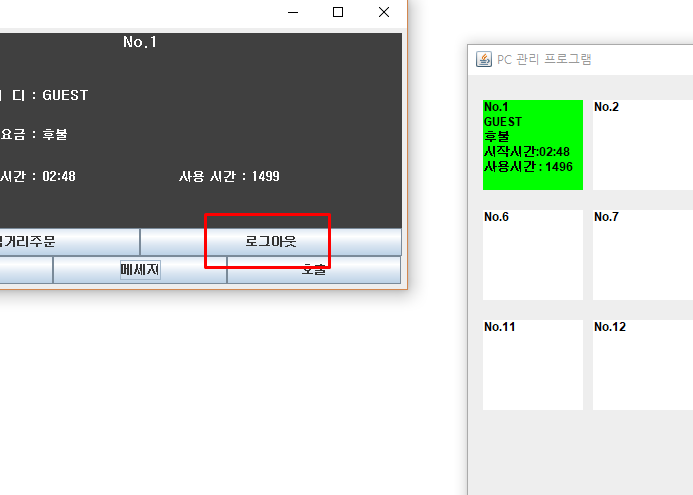 No.1
디 : GUEST
요금 : 후불
시간 : 02:48
사용 시간 : 1499
거리주문
로그아웃
메세지
호출
PC 관리 프로그램
No.1
GUEST
후불
시작시간:02:48
사용시간 : 1496
No.2
No.6
No.7
No.11
No.12